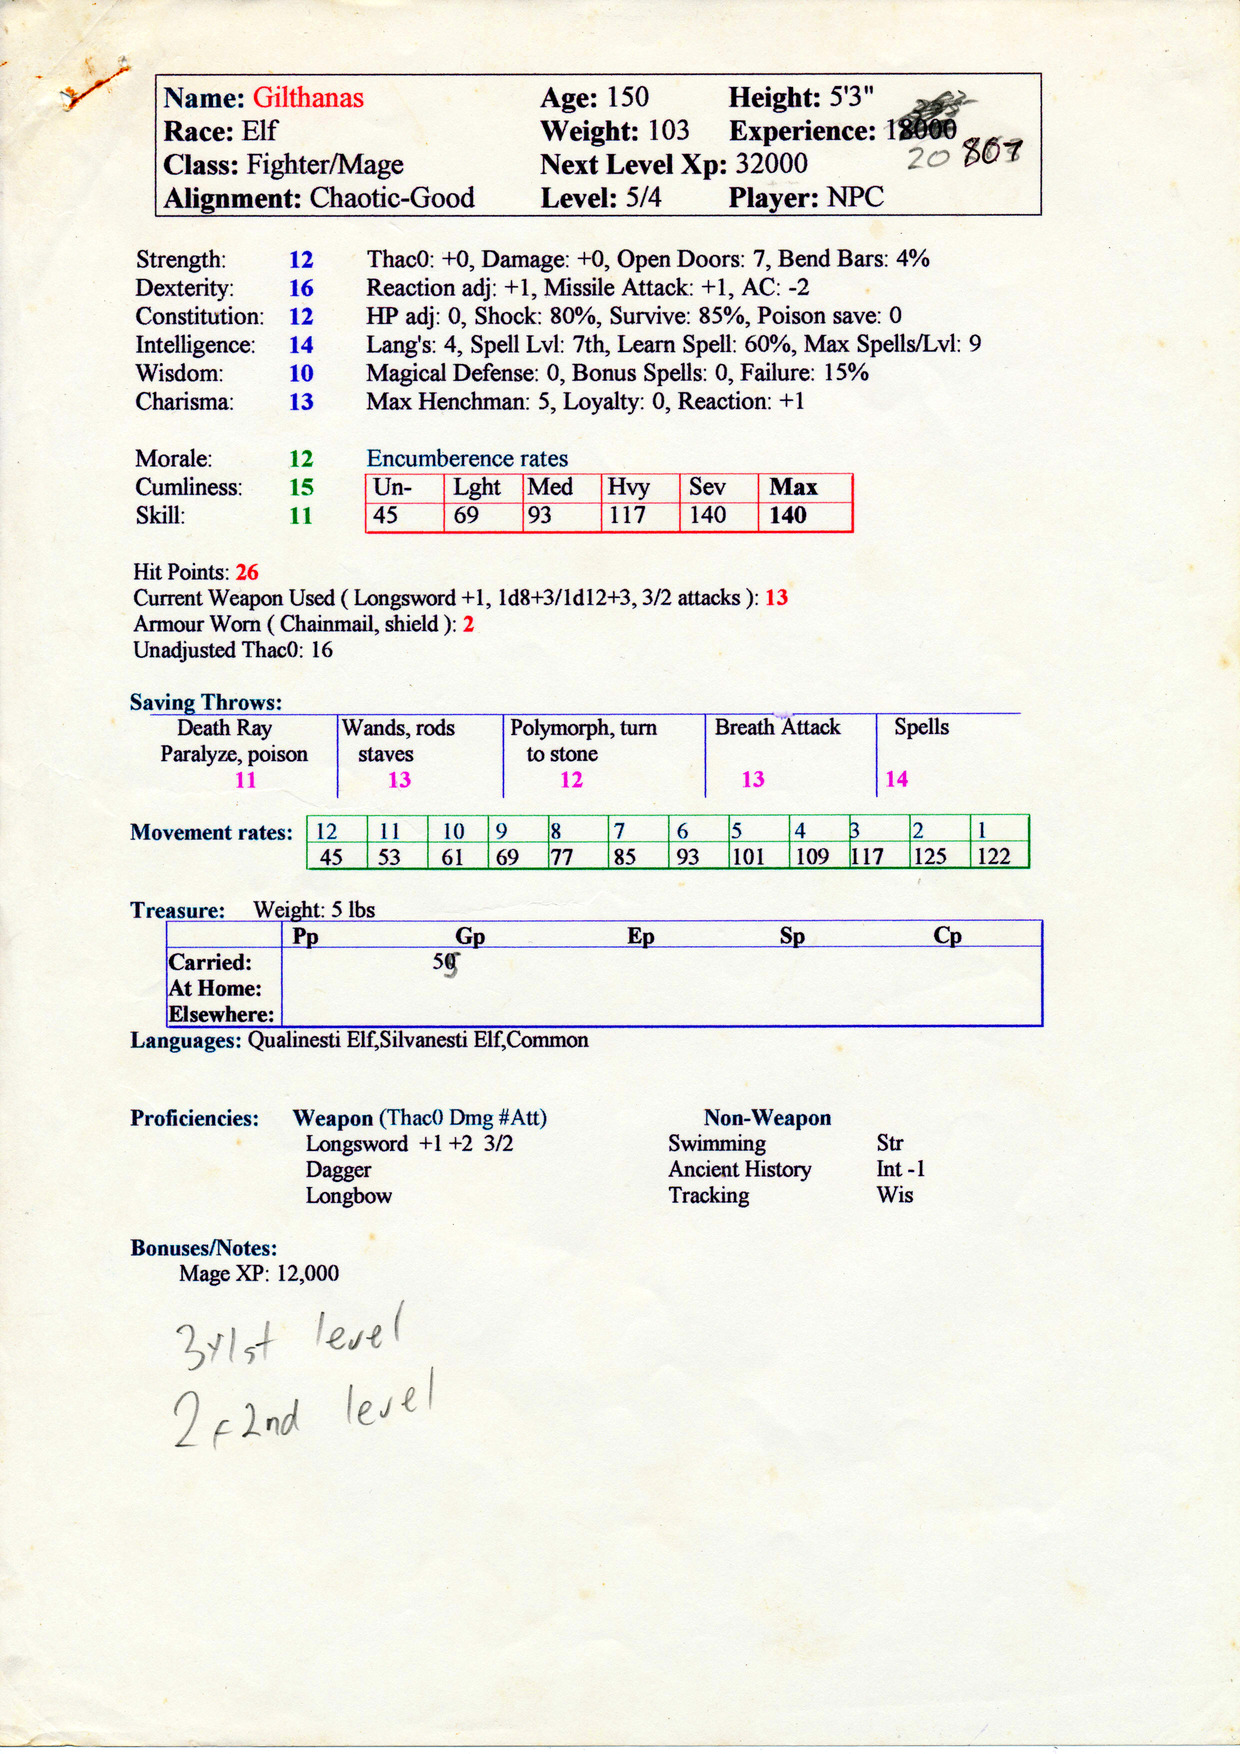 Name: Gilthanas Age: 150 Height: 5'3"
Race: Elf Weight: 103 Experience: 18000
20 807
Class: Fighter/Mage Next Level Xp: 32000
Alignment: Chaotic-Good Level: 5/4 Player: NPC
Strength: 12 Thac0: +0, Damage: +0, Open Doors: 7, Bend Bars: 4%
Dexterity: 16 Reaction adj: +1, Missile Attack: +1, AC: -2
Constitution: 12 HP adj: 0, Shock: 80%, Survive: 85%, Poison save: 0
Intelligence: 14 Lang's: 4, Spell Lvl: 7th, Learn Spell: 60%, Max Spells/Lvl: 9
Wisdom: 10 Magical Defense: 0, Bonus Spells: 0, Failure: 15%
Charisma: 13 Max Henchman: 5, Loyalty: 0, Reaction: +1
Morale: 12 Encumberence rates
Cumliness: 15 Un- Lght Med Hvy Sev Max
Skill: 11 45 69 93 117 140 140
Hit Points: 26
Current Weapon Used ( Longsword +1, 1d8+3/1d12+3, 3/2 attacks ): 13
Armour Worn ( Chainmail, shield ): 2
Unadjusted Thac0: 16
Saving Throws:
Death Ray Wands, rods Polymorph, turn Breath Attack Spells
Paralyze, poison staves to stone
11 13 12 13 14
Movement rates: 12 11 10 9 8 7 6 5 4 3 2 1
45 53 61 69 77 85 93 101 109 117 125 122
Treasure: Weight: 5 lbs
Pp Gp Ep Sp Cp
Carried:
At Home:
Elsewhere:
Languages: Qualinesti Elf,Silvanesti Elf,Common
Proficiencies: Weapon (Thac0 Dmg #Att) Non-Weapon
Longsword +1 +2 3/2 Swimming Str
Dagger Ancient History Int -1
Longbow Tracking Wis
Bonuses/Notes:
Mage XP: 12,000
3x1st level
2x2nd level